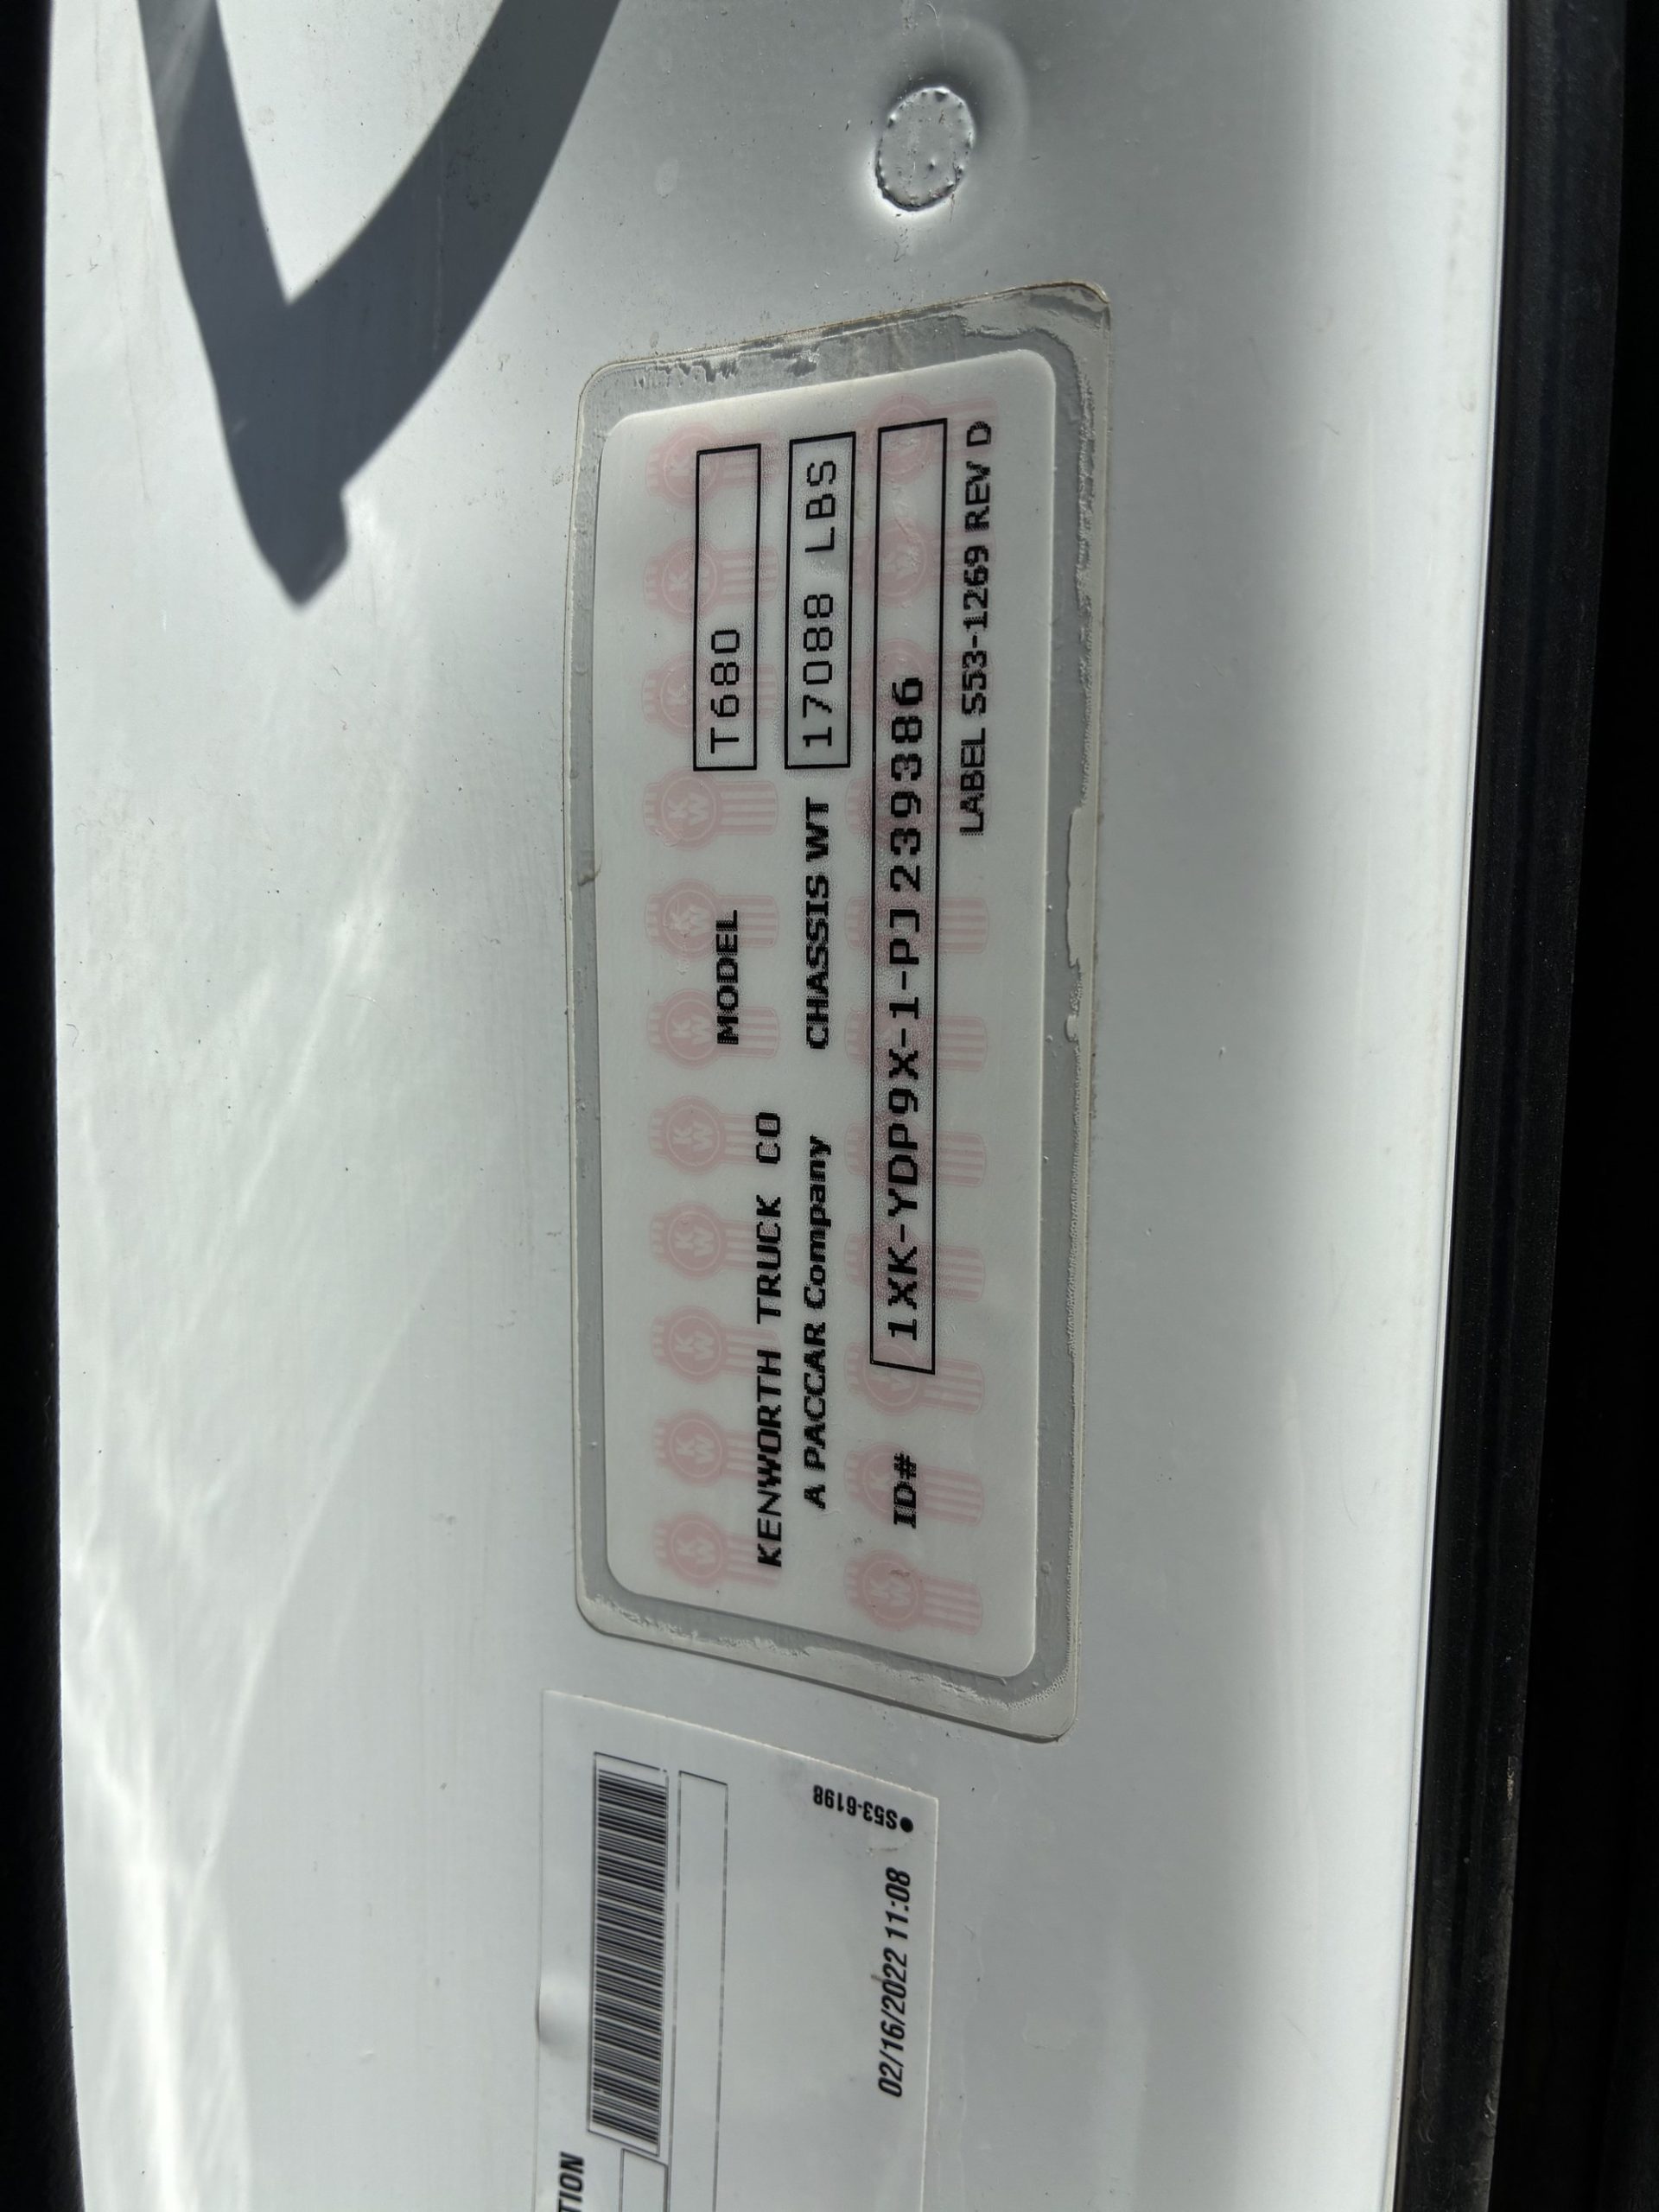 KENWORTH TRUCK CO
A PACCAR Company
MODEL T680
CHASSIS WT 17088 LBS
ID# 1XK-YDP9X-1-PJ239386
LABEL S53-1269 REV D
S53-6198
02/16/2022 11:08